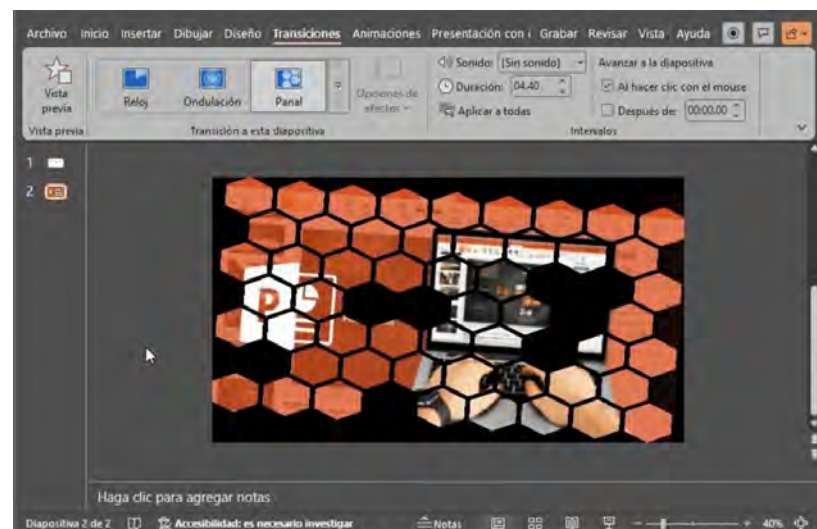 Archivo Inicio Insertar Dibujar Diseño Transiciones Animaciones Presentación con Grabar Revisar Vista Ayuda
Vista previa
Reloj
Ondulación
Panal
Opciones de efectos
Sonido: [Sin sonido]
Duración: 04.40
Aplicar a todas
Avanzar a la diapositiva
Al hacer clic con el mouse
Después de: 00:00.00
Vista previa
Transición a esta diapositiva
Intervalos
1
2
P
Haga clic para agregar notas
Diapositiva 2 de 2 Accesibilidad: es necesario investigar Notas 40%